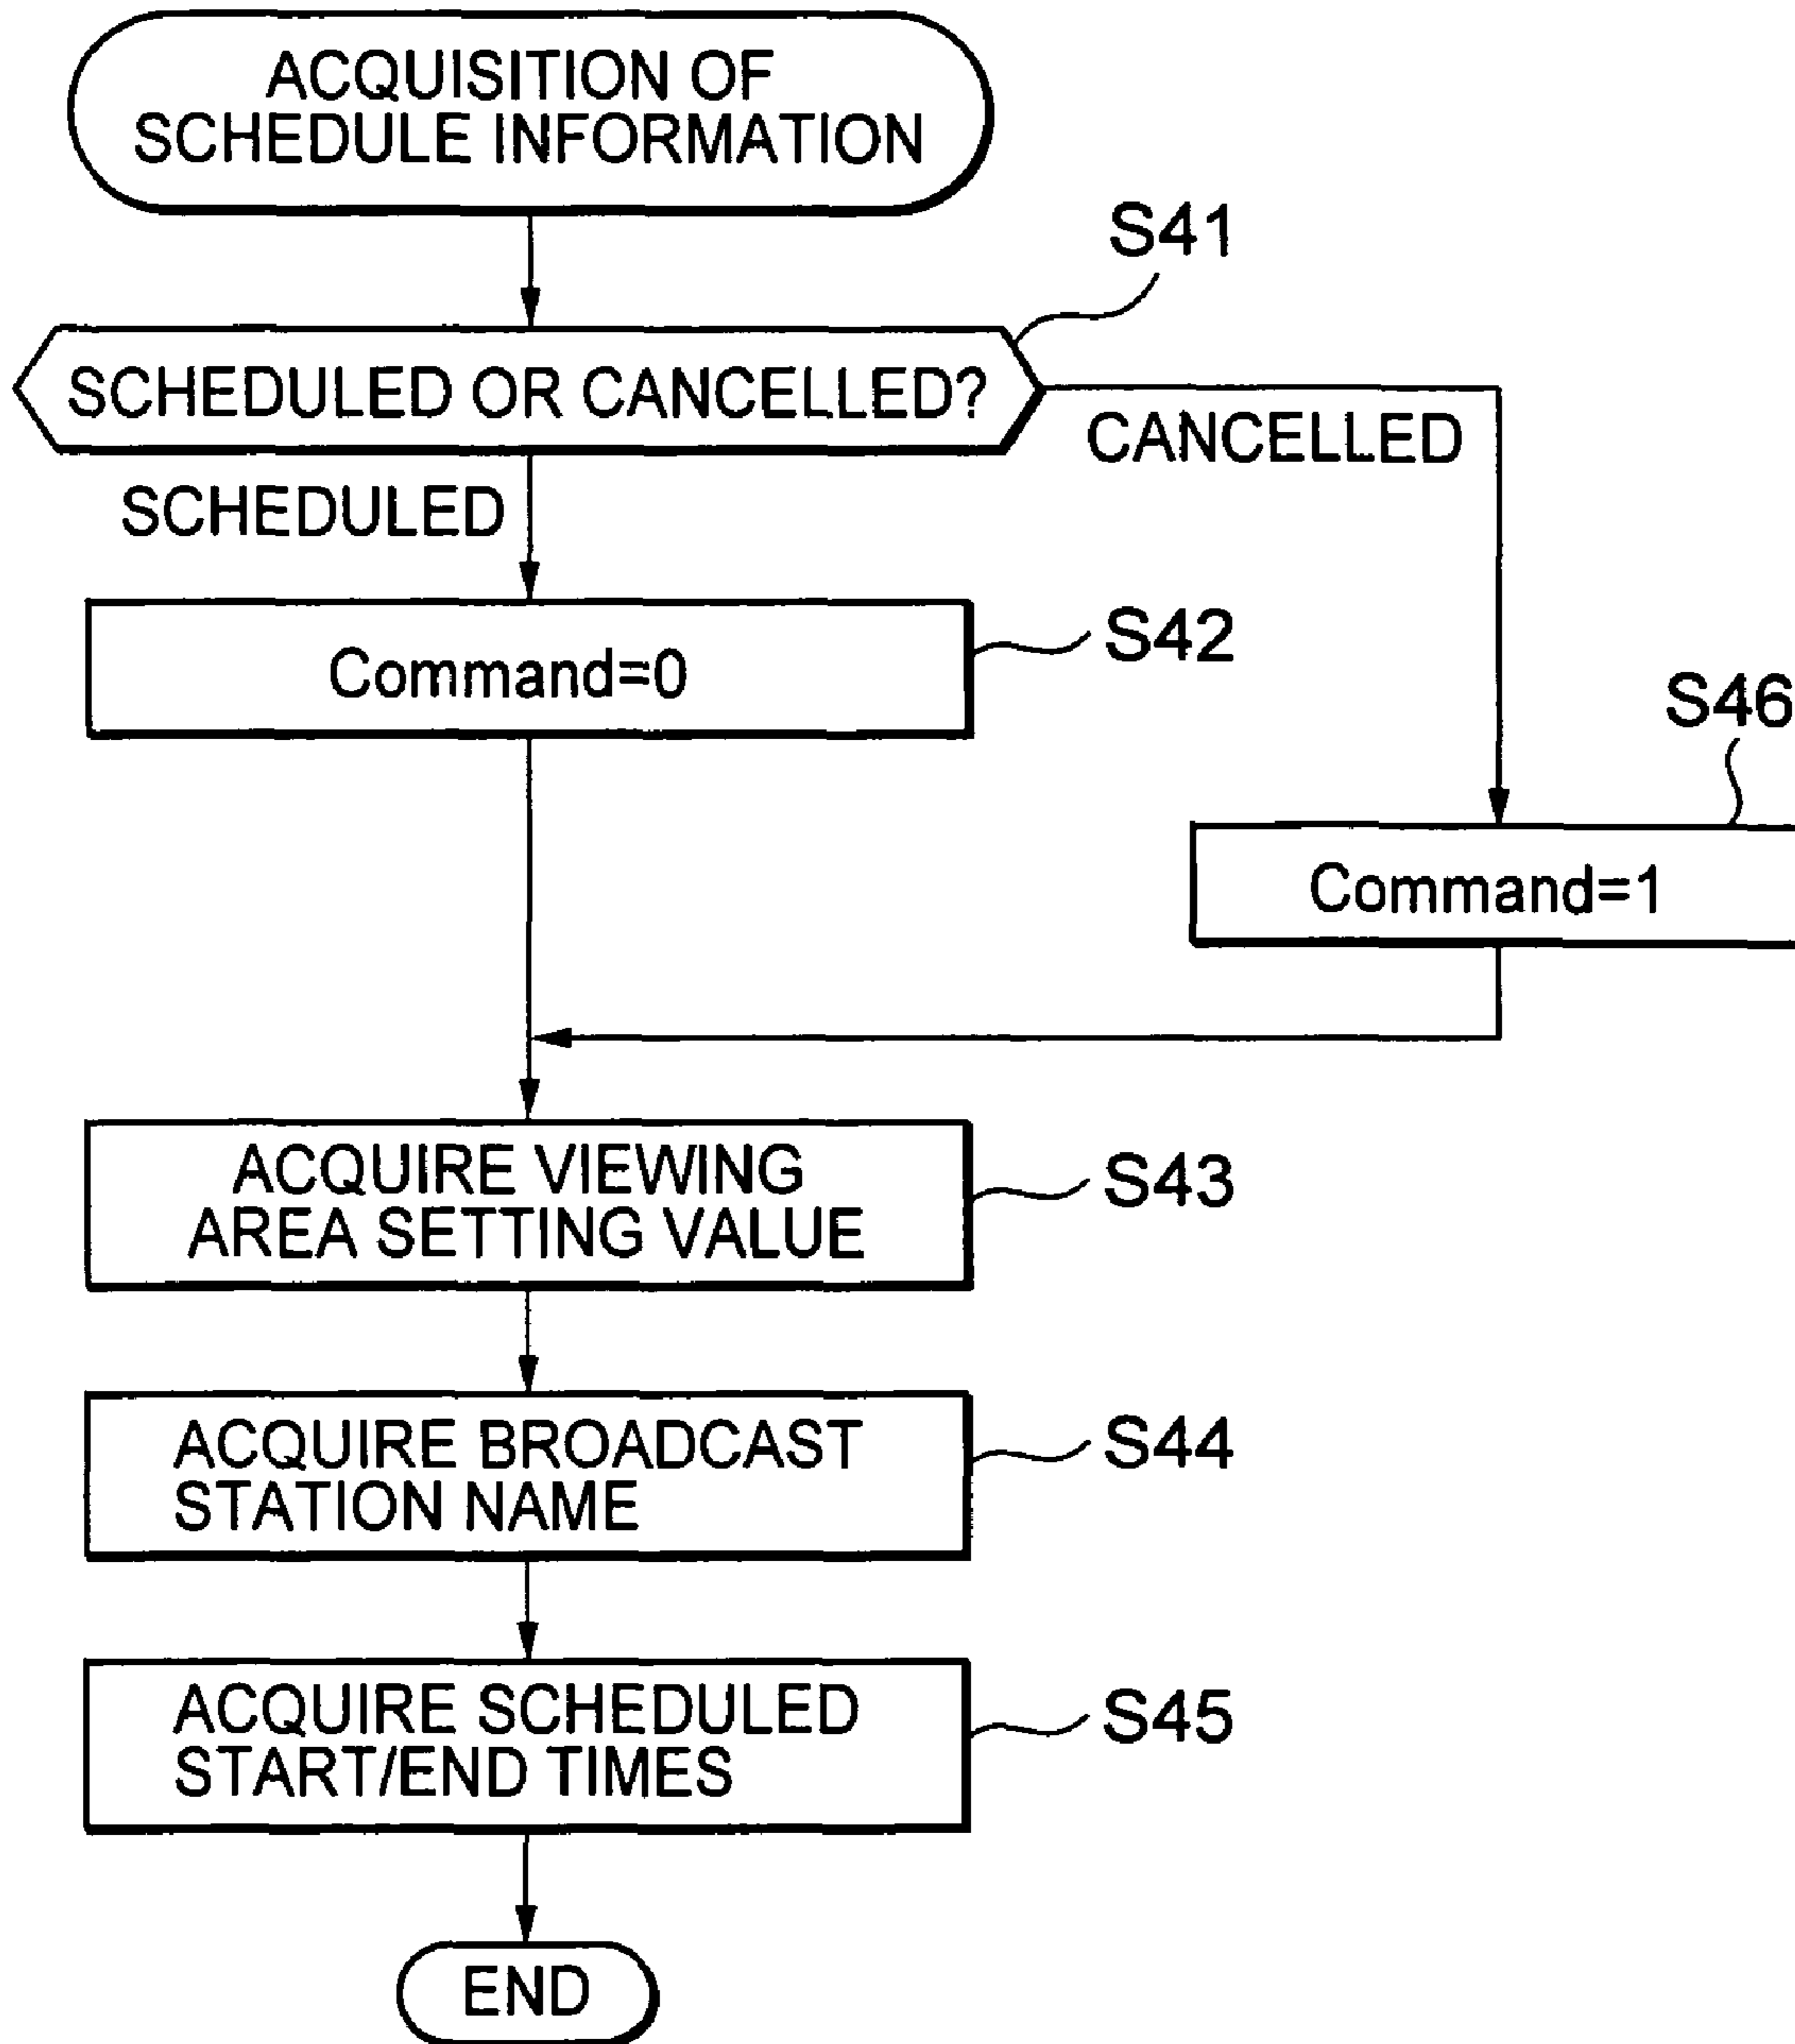 ACQUISITION OF
SCHEDULE INFORMATION
S41
SCHEDULED OR CANCELLED?
CANCELLED
SCHEDULED
Command=0
S42
S46
Command=1
ACQUIRE VIEWING
AREA SETTING VALUE
S43
ACQUIRE BROADCAST
STATION NAME
S44
ACQUIRE SCHEDULED
START/END TIMES
S45
END